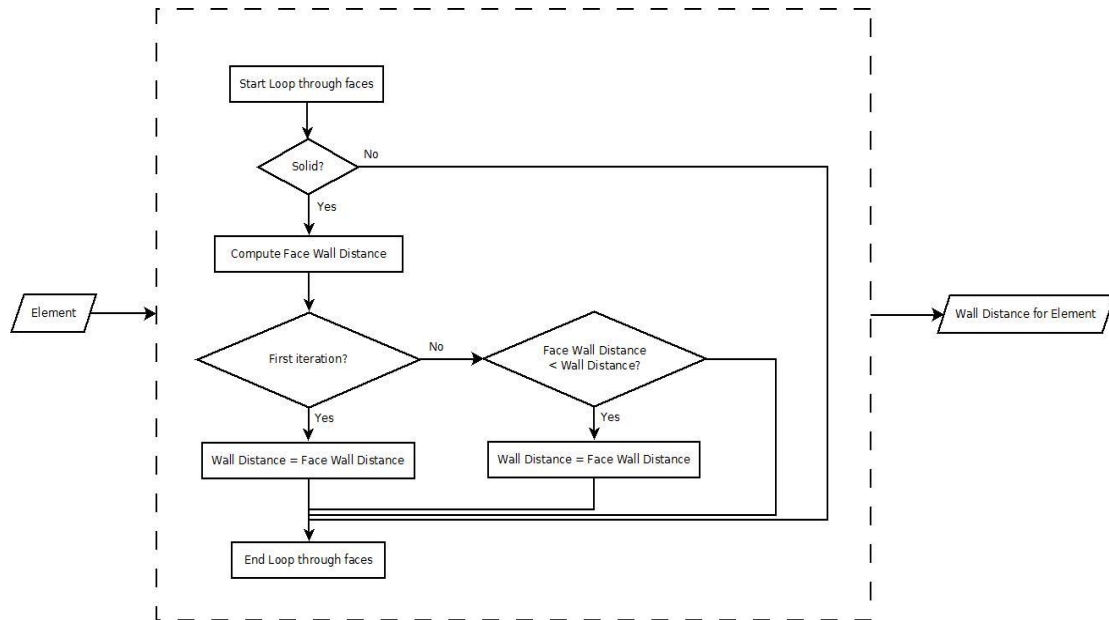 Start Loop through faces
No
Solid?
Yes
Compute Face Wall Distance
Element
Wall Distance for Element
First iteration?
No
Face Wall Distance
< Wall Distance?
Yes
Yes
Wall Distance = Face Wall Distance
Wall Distance = Face Wall Distance
End Loop through faces